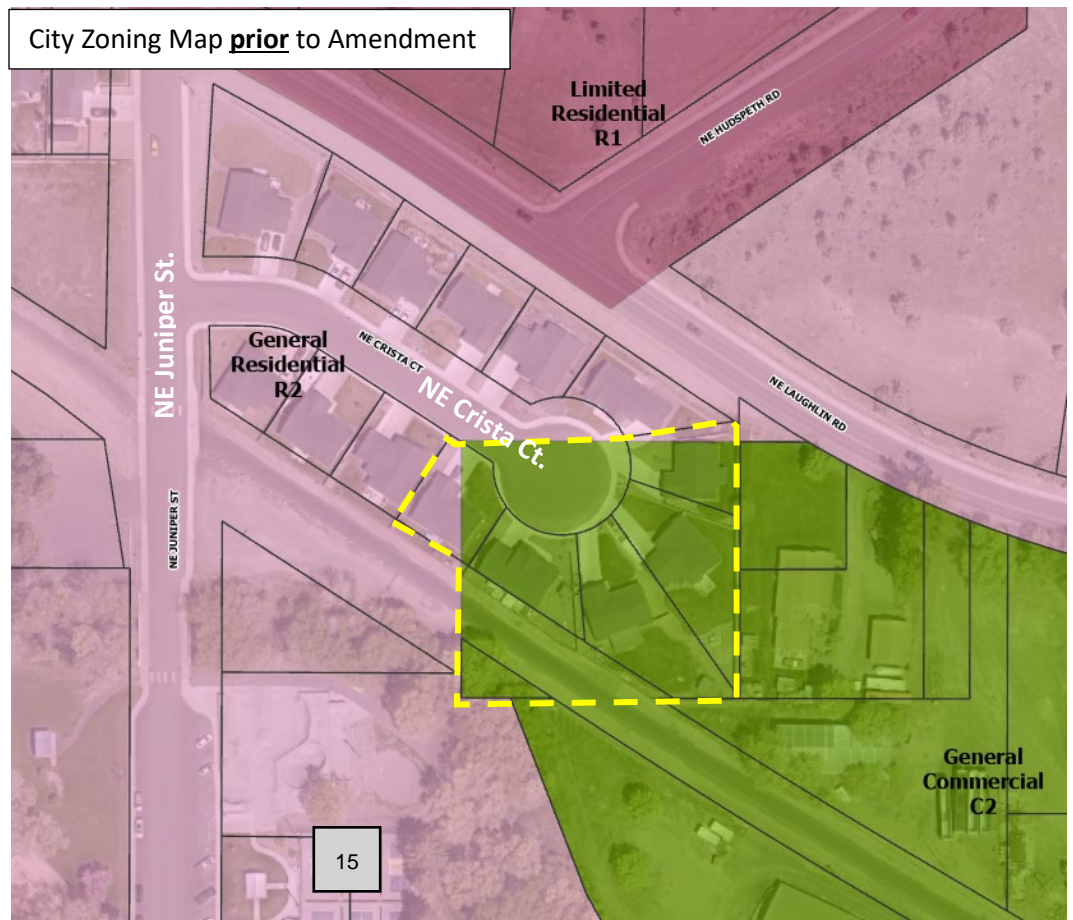 City Zoning Map prior to Amendment
Limited
Residential
R1
NE HUDSPETH RD
NE Juniper St.
General
Residential
R2
NE CRISTA CT
NE Crista Ct.
NE LAUGHLIN RD
NE JUNIPER ST
General
Commercial
C2
15